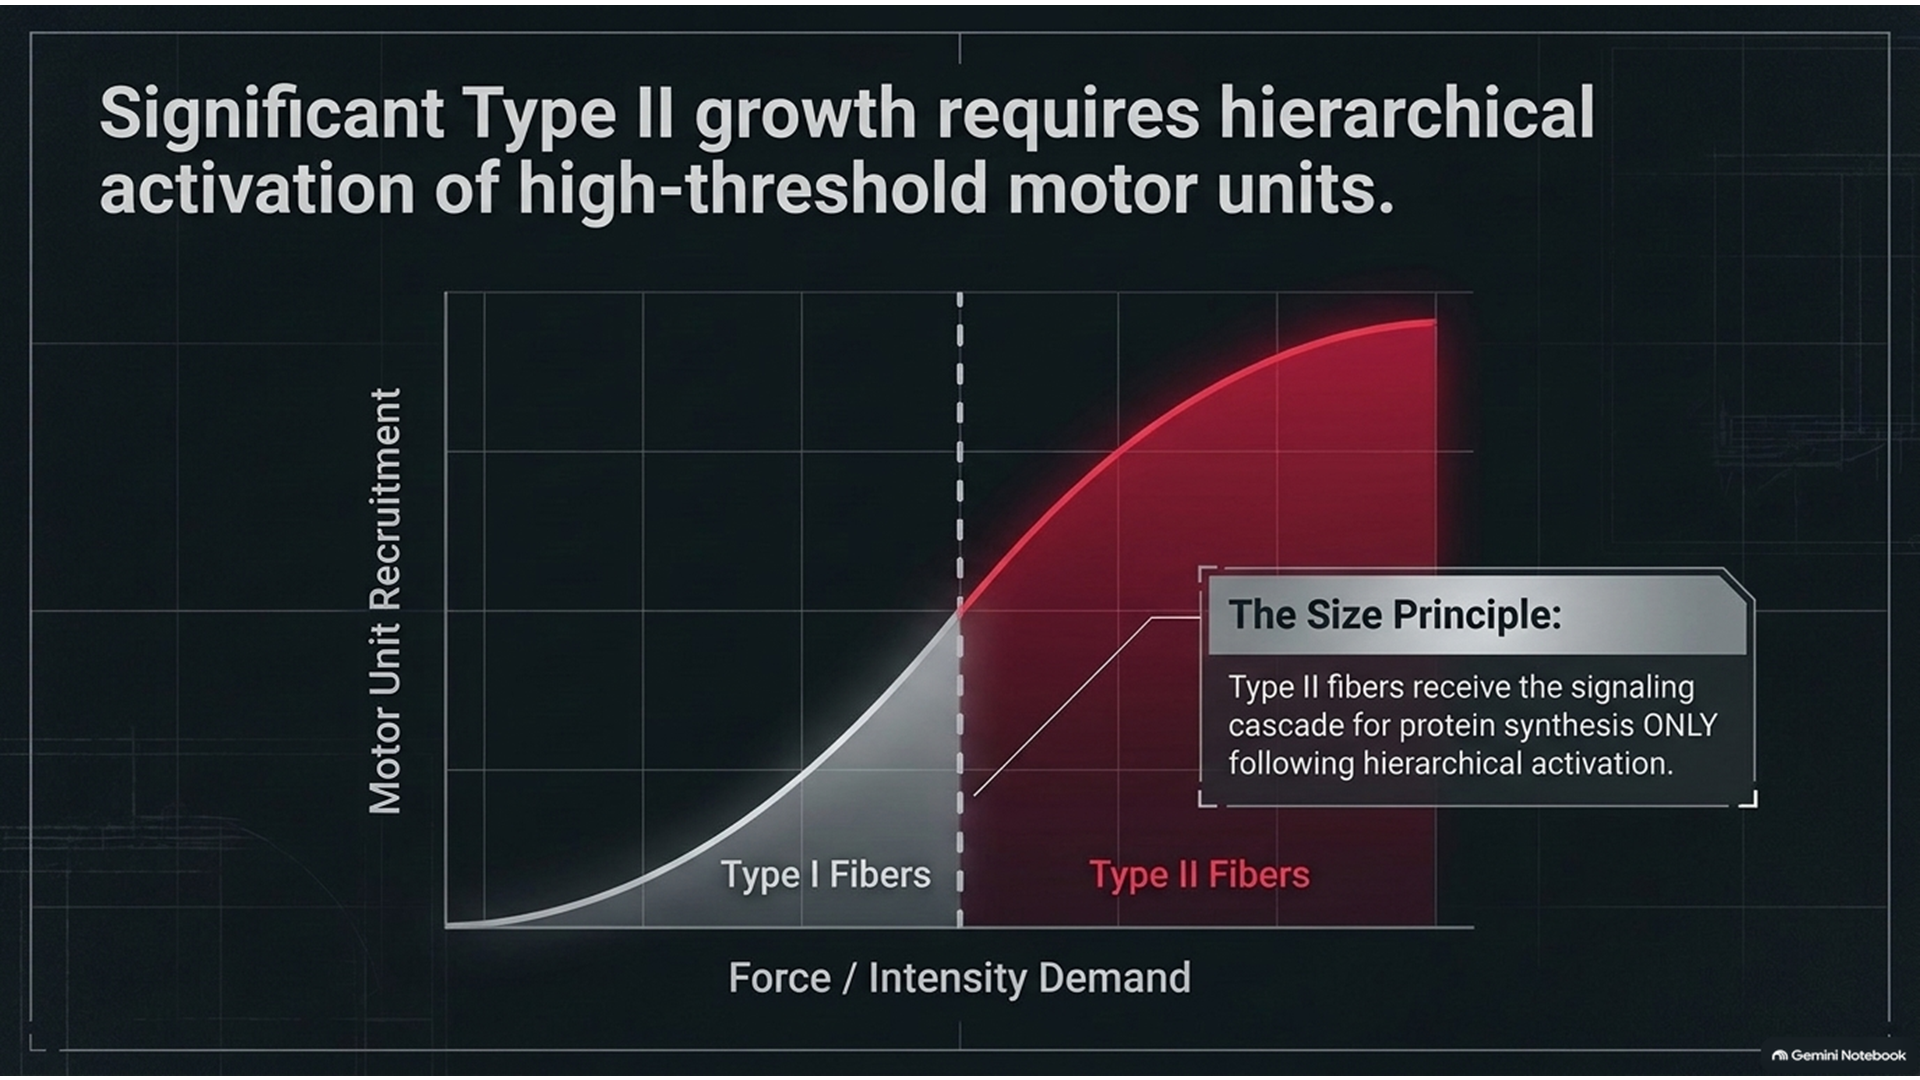 Significant Type II growth requires hierarchical
activation of high-threshold motor units.
Motor Unit Recruitment
The Size Principle:
Type II fibers receive the signaling
cascade for protein synthesis ONLY
following hierarchical activation.
Type I Fibers
Type II Fibers
Force / Intensity Demand
Gemini Notebook